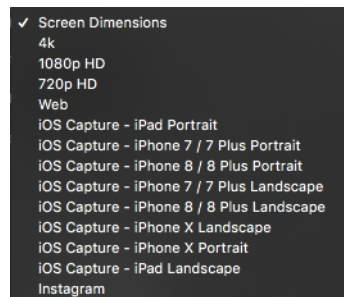 ✓ Screen Dimensions
4k
1080p HD
720p HD
Web
iOS Capture - iPad Portrait
iOS Capture - iPhone 7 / 7 Plus Portrait
iOS Capture - iPhone 8 / 8 Plus Portrait
iOS Capture - iPhone 7 / 7 Plus Landscape
iOS Capture - iPhone 8 / 8 Plus Landscape
iOS Capture - iPhone X Landscape
iOS Capture - iPhone X Portrait
iOS Capture - iPad Landscape
Instagram